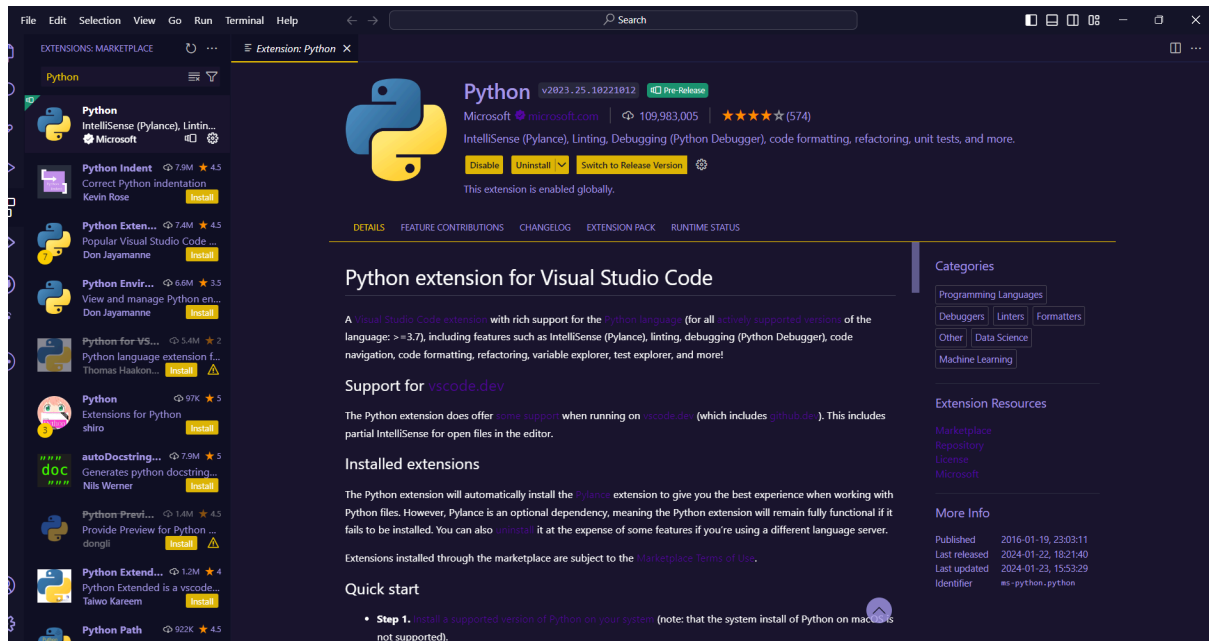 File Edit Selection View Go Run Terminal Help
Search
EXTENSIONS: MARKETPLACE
Python
Python
IntelliSense (Pylance), Lintin...
Microsoft
Python Indent 7.9M 4.5
Correct Python indentation
Kevin Rose Install
Python Exten... 7.4M 4.5
Popular Visual Studio Code ...
Don Jayamanne Install
7
Python Envir... 6.6M 3.5
View and manage Python en...
Don Jayamanne Install
Python for VS... 5.4M 2
Python language extension f...
Thomas Haakon... Install
Python 97K 5
Extensions for Python
shiro Install
3
autoDocstring... 7.9M 5
Generates python docstring...
Nils Werner Install
""" doc """
Python Previ... 1.4M 4.5
Provide Preview for Python ...
dongli Install
Python Extend... 1.2M 4
Python Extended is a vscode...
Taiwo Kareem Install
Python Path 922K 4.5
Extension: Python
Python v2023.25.10221012 Pre-Release
Microsoft microsoft.com 109,983,005 (574)
IntelliSense (Pylance), Linting, Debugging (Python Debugger), code formatting, refactoring, unit tests, and more.
Disable Uninstall Switch to Release Version
This extension is enabled globally.
DETAILS FEATURE CONTRIBUTIONS CHANGELOG EXTENSION PACK RUNTIME STATUS
Python extension for Visual Studio Code
A Visual Studio Code extension with rich support for the Python language (for all actively supported versions of the
language: >=3.7), including features such as IntelliSense (Pylance), linting, debugging (Python Debugger), code
navigation, code formatting, refactoring, variable explorer, test explorer, and more!
Support for vscode.dev
The Python extension does offer some support when running on vscode.dev (which includes github.dev). This includes
partial IntelliSense for open files in the editor.
Installed extensions
The Python extension will automatically install the Pylance extension to give you the best experience when working with
Python files. However, Pylance is an optional dependency, meaning the Python extension will remain fully functional if it
fails to be installed. You can also uninstall it at the expense of some features if you're using a different language server.
Extensions installed through the marketplace are subject to the Marketplace Terms of Use.
Quick start
• Step 1. Install a supported version of Python on your system (note: that the system install of Python on macOS is
not supported).
Categories
Programming Languages
Debuggers Linters Formatters
Other Data Science
Machine Learning
Extension Resources
Marketplace
Repository
License
Microsoft
More Info
Published 2016-01-19, 23:03:11
Last released 2024-01-22, 18:21:40
Last updated 2024-01-23, 15:53:29
Identifier ms-python.python